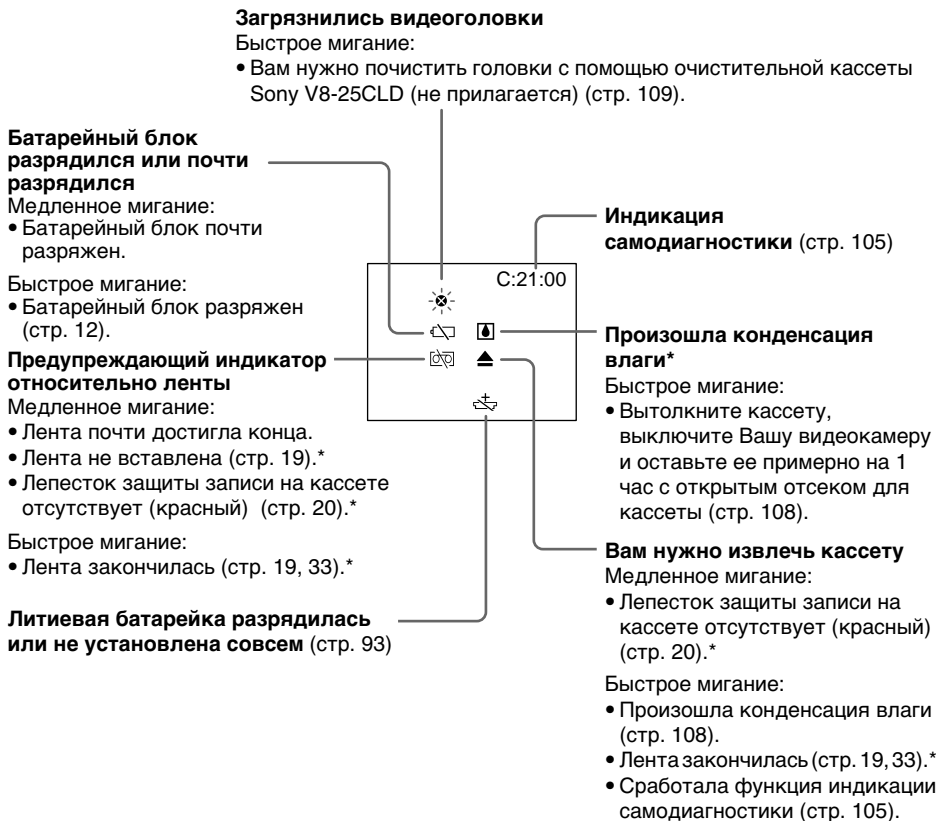 Загрязнились видеоголовки
Быстрое мигание:
• Вам нужно почистить головки с помощью очистительной кассеты
Sony V8-25CLD (не прилагается) (стр. 109).
Батарейный блок
разрядился или почти
разрядился
Медленное мигание:
• Батарейный блок почти
разряжен.
Быстрое мигание:
• Батарейный блок разряжен
(стр. 12).
Предупреждающий индикатор
относительно ленты
Медленное мигание:
• Лента почти достигла конца.
• Лента не вставлена (стр. 19).*
• Лепесток защиты записи на кассете
отсутствует (красный) (стр. 20).*
Быстрое мигание:
• Лента закончилась (стр. 19, 33).*
Литиевая батарейка разрядилась
или не установлена совсем (стр. 93)
C:21:00
Индикация
самодиагностики (стр. 105)
Произошла конденсация
влаги*
Быстрое мигание:
• Вытолкните кассету,
выключите Вашу видеокамеру
и оставьте ее примерно на 1
час с открытым отсеком для
кассеты (стр. 108).
Вам нужно извлечь кассету
Медленное мигание:
• Лепесток защиты записи на
кассете отсутствует (красный)
(стр. 20).*
Быстрое мигание:
• Произошла конденсация влаги
(стр. 108).
• Лента закончилась (стр. 19, 33).*
• Сработала функция индикации
самодиагностики (стр. 105).